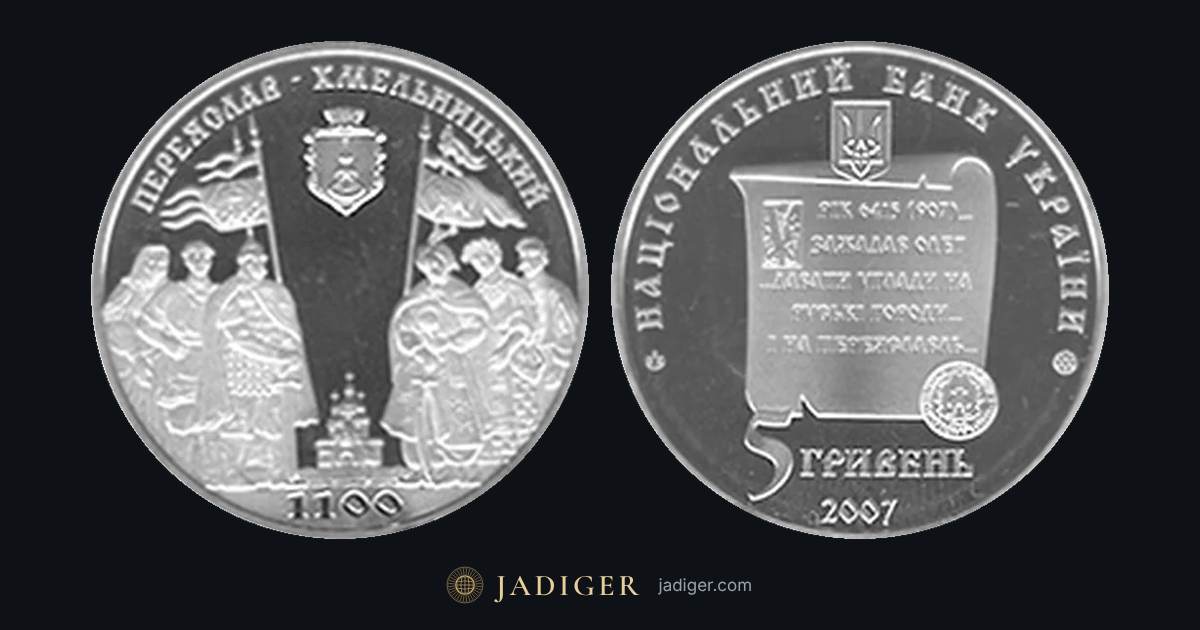 ПЕРЕЯСЛАВ - ХМЕЛЬНИЦЬКИЙ
1100
НАЦІОНАЛЬНИЙ БАНК УКРАЇНИ
РІК 6415 (907)...
ЗАЖАДАВ ОЛЕГ
...ДАВАТИ УКЛАДИ НА
РУСЬКІ ГОРОДИ...
І НА ПЕРЕЯСЛАВЛЬ...
5 ГРИВЕНЬ
2007
JADIGER jadiger.com